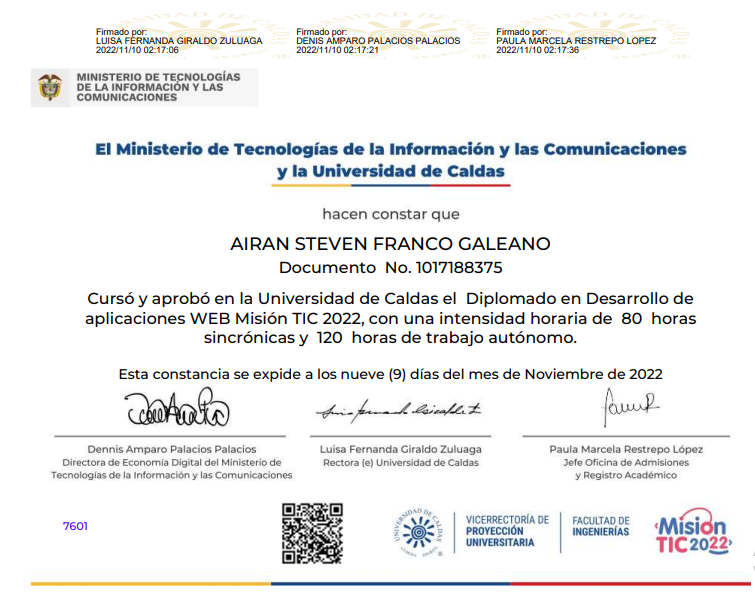 Firmado por:
LUISA FERNANDA GIRALDO ZULUAGA
2022/11/10 02:17:06
Firmado por:
DENIS AMPARO PALACIOS PALACIOS
2022/11/10 02:17:21
Firmado por:
PAULA MARCELA RESTREPO LOPEZ
2022/11/10 02:17:36
MINISTERIO DE TECNOLOGÍAS
DE LA INFORMACIÓN Y LAS
COMUNICACIONES
El Ministerio de Tecnologías de la Información y las Comunicaciones
y la Universidad de Caldas
hacen constar que
AIRAN STEVEN FRANCO GALEANO
Documento No. 1017188375
Cursó y aprobó en la Universidad de Caldas el Diplomado en Desarrollo de
aplicaciones WEB Misión TIC 2022, con una intensidad horaria de 80 horas
sincrónicas y 120 horas de trabajo autónomo.
Esta constancia se expide a los nueve (9) días del mes de Noviembre de 2022
Dennis Amparo Palacios Palacios
Directora de Economía Digital del Ministerio de
Tecnologías de la Información y las Comunicaciones
Luisa Fernanda Giraldo Zuluaga
Rectora (e) Universidad de Caldas
Paula Marcela Restrepo López
Jefe Oficina de Admisiones
y Registro Académico
7601
UNIVERSIDAD DE CALDAS
VICERRECTORÍA DE
PROYECCIÓN
UNIVERSITARIA
FACULTAD DE
INGENIERÍAS
Misión
TIC 2022